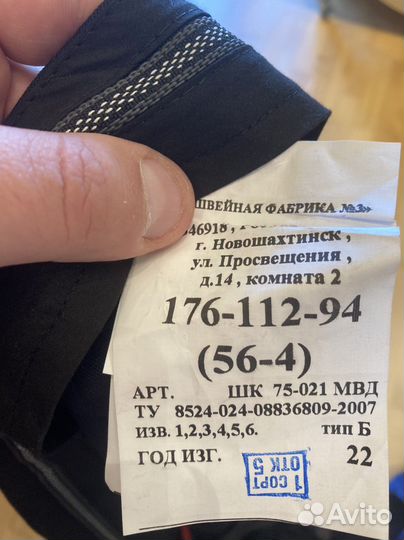 ШВЕЙНАЯ ФАБРИКА №3»
346918,
г. Новошахтинск,
ул. Просвещения,
д.14, комната 2
176-112-94
(56-4)
АРТ. ШК 75-021 МВД
ТУ 8524-024-08836809-2007
ИЗВ. 1,2,3,4,5,6. тип Б
ГОД ИЗГ. 22
1 СОРТ
ОТК 5
Avito